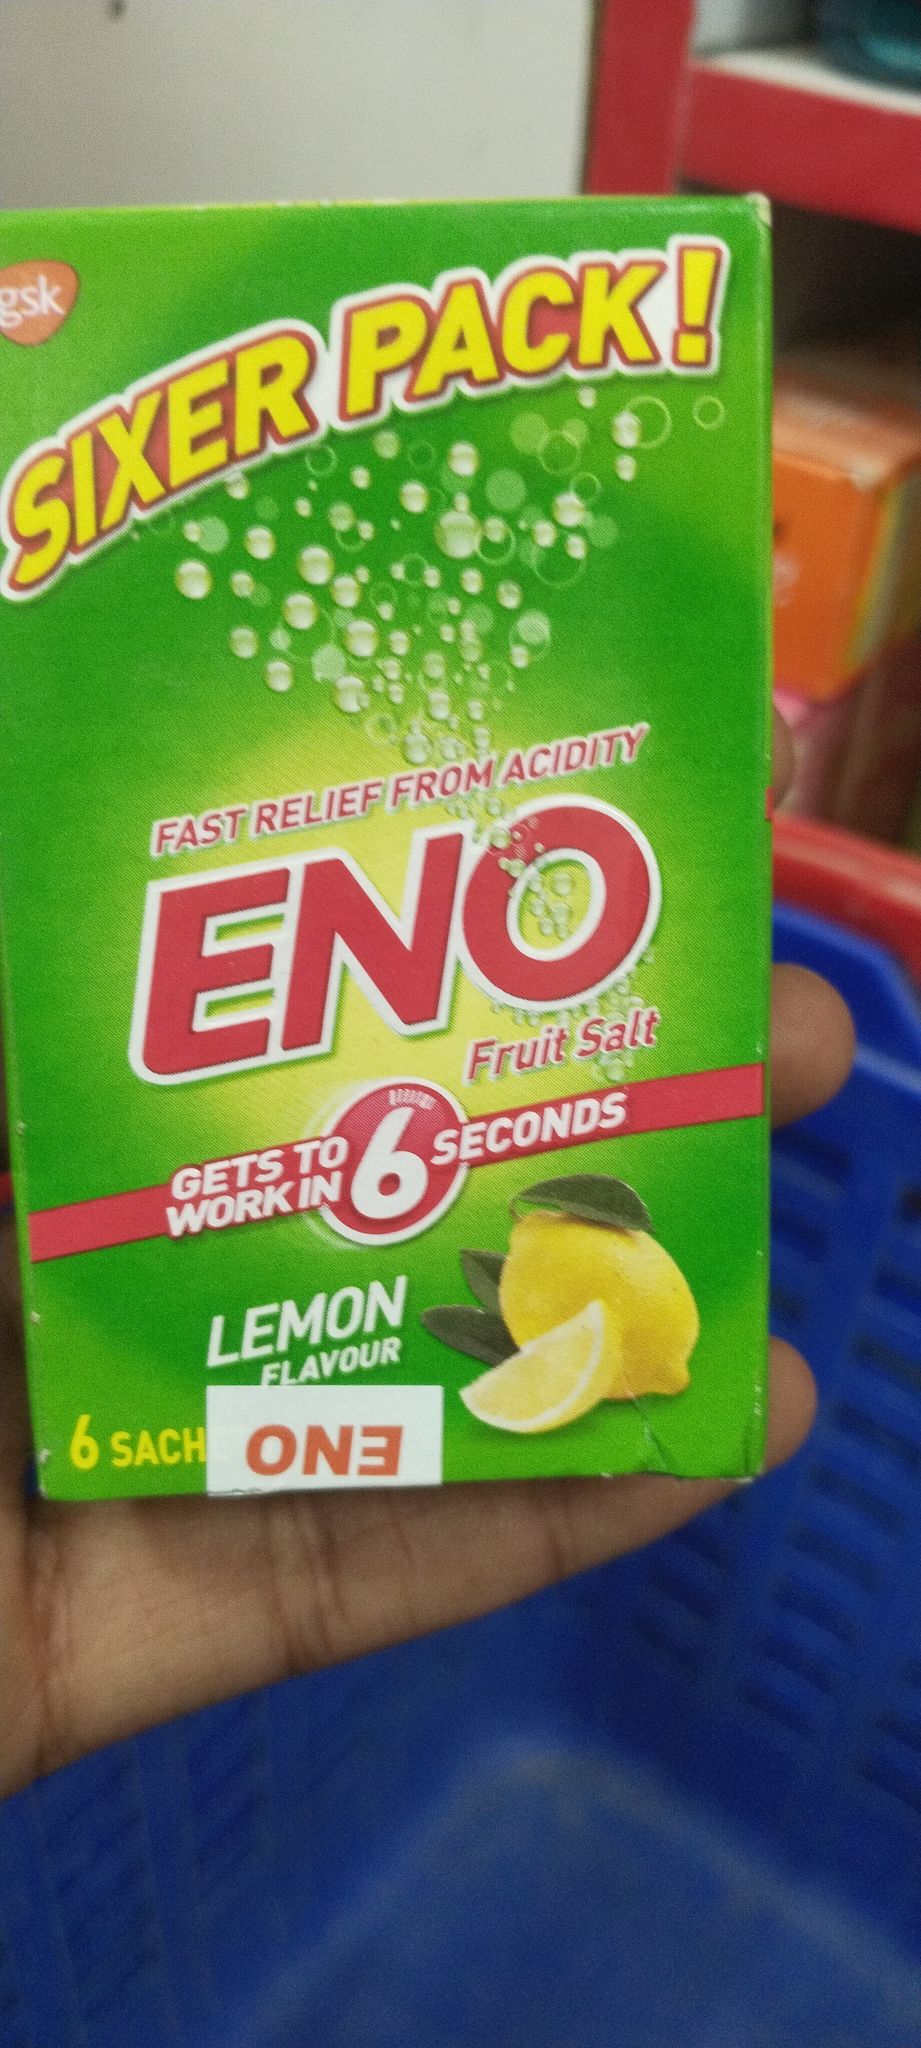 gsk
SIXER PACK!
FAST RELIEF FROM ACIDITY
ENO
Fruit Salt
GETS TO
WORK IN 6 SECONDS
LEMON
FLAVOUR
6 SACH
ENO